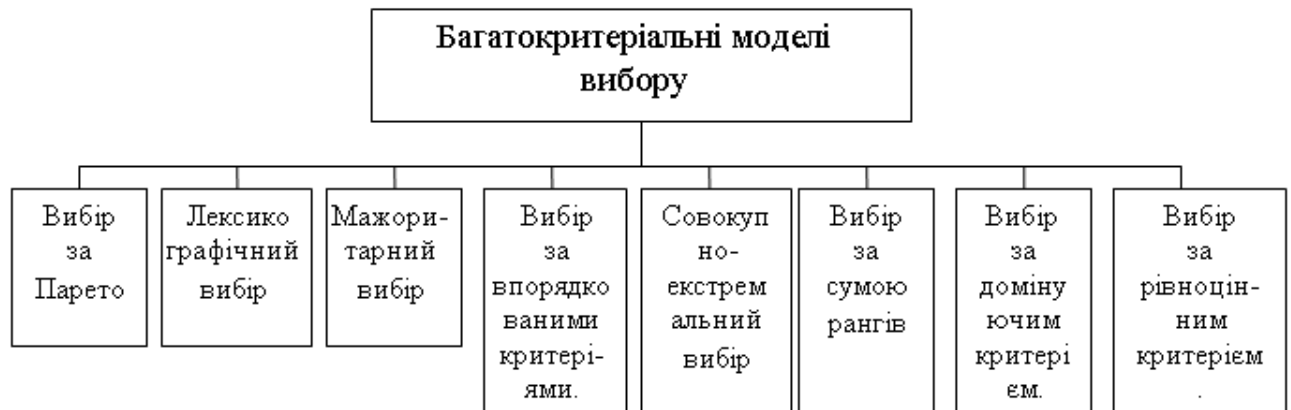 Багатокритеріальні моделі
вибору
Вибір
за
Парето
Лексико
графічний
вибір
Мажори-
тарний
вибір
Вибір
за
впорядко
ваними
критері-
ями.
Совокуп
но-
екстрем
альний
вибір
Вибір
за
сумою
рангів
Вибір
за
доміну
ючим
критері
єм.
Вибір
за
рівноцін-
ним
критерієм
.